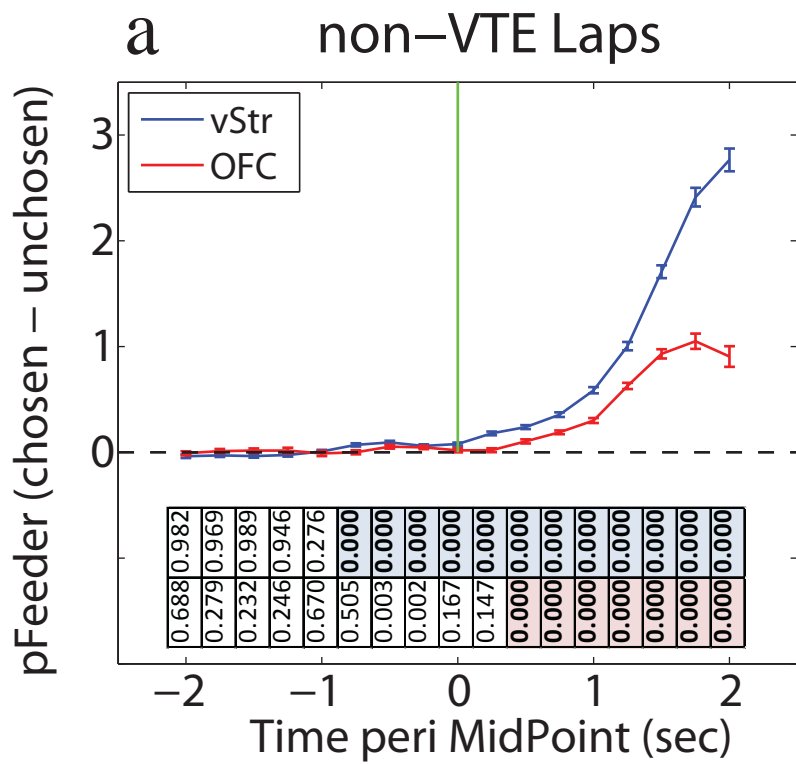 a
non−VTE Laps
pFeeder (chosen − unchosen)
3
2
1
0
vStr
OFC
0.982 0.969 0.989 0.946 0.276 0.000 0.000 0.000 0.000 0.000 0.000 0.000 0.000 0.000 0.000 0.000 0.000
0.688 0.279 0.232 0.246 0.670 0.505 0.003 0.002 0.167 0.147 0.000 0.000 0.000 0.000 0.000 0.000 0.000
−2 −1 0 1 2
Time peri MidPoint (sec)